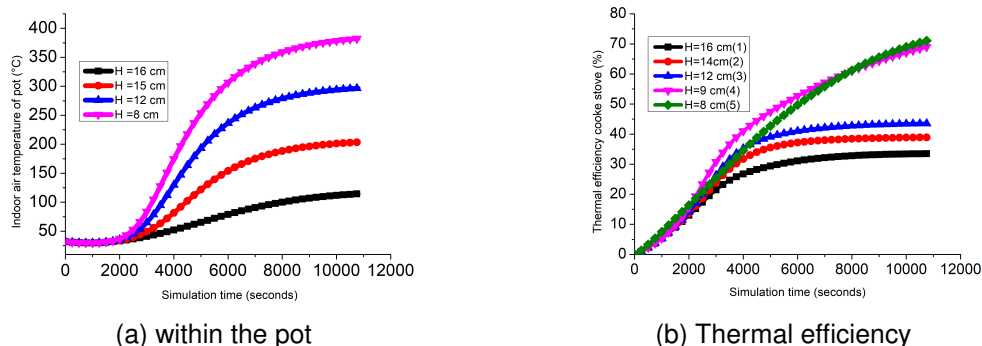 400
350
300
250
200
150
100
50
0 2000 4000 6000 8000 10000 12000
Indoor air temperature of pot (°C)
Simulation time (seconds)
H =16 cm
H =15 cm
H =12 cm
H =8 cm
(a) within the pot
80
70
60
50
40
30
20
10
0
0 2000 4000 6000 8000 10000 12000
Thermal efficiency cooke stove (%)
Simulation time (seconds)
H=16 cm(1)
H=14cm(2)
H=12 cm(3)
H=9 cm(4)
H=8 cm(5)
(b) Thermal efficiency